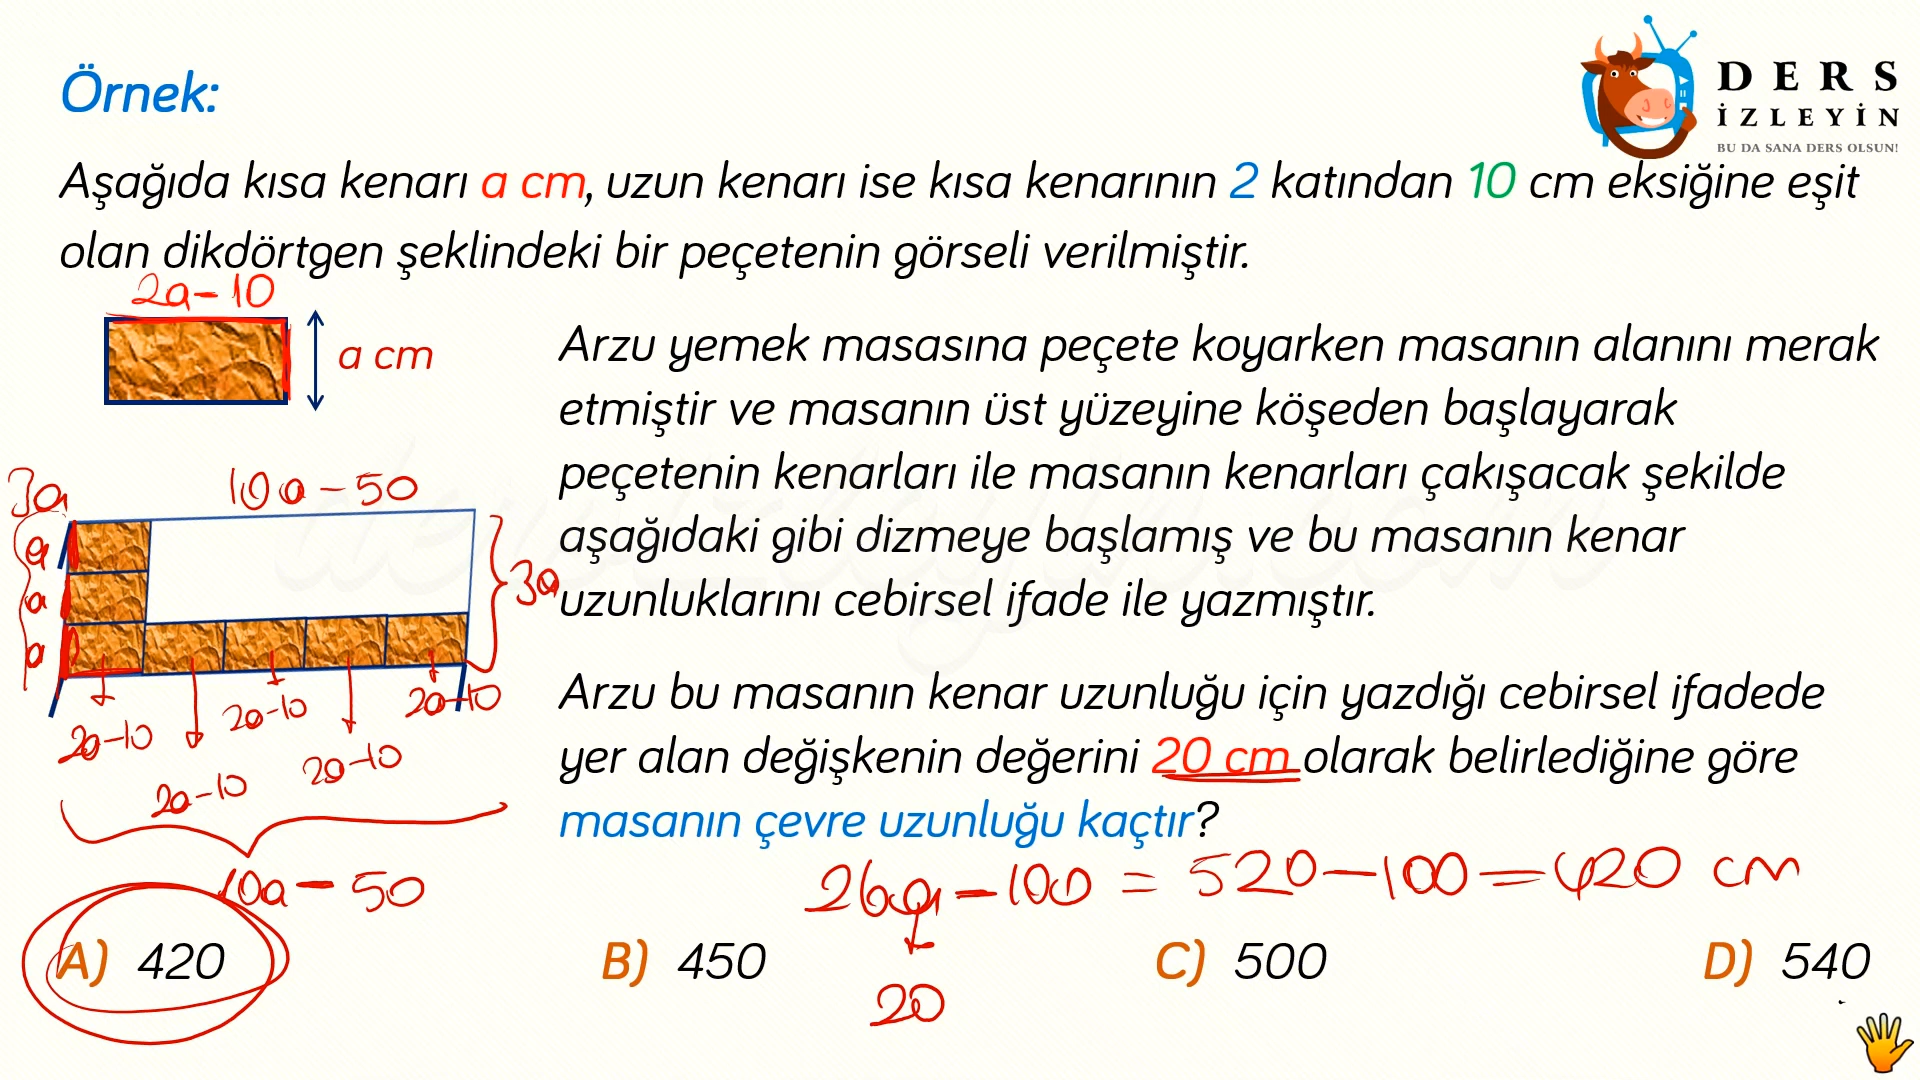 Örnek:
DERS
İZLEYİN
BU DA SANA DERS OLSUN!
Aşağıda kısa kenarı a cm, uzun kenarı ise kısa kenarının 2 katından 10 cm eksiğine eşit
olan dikdörtgen şeklindeki bir peçetenin görseli verilmiştir.
2a-10
a cm
Arzu yemek masasına peçete koyarken masanın alanını merak
etmiştir ve masanın üst yüzeyine köşeden başlayarak
peçetenin kenarları ile masanın kenarları çakışacak şekilde
aşağıdaki gibi dizmeye başlamış ve bu masanın kenar
uzunluklarını cebirsel ifade ile yazmıştır.
3a
10a-50
a
a
a
3a
2a-10
2a-10
2a-10
2a-10
2a-10
10a-50
Arzu bu masanın kenar uzunluğu için yazdığı cebirsel ifadede
yer alan değişkenin değerini 20 cm olarak belirlediğine göre
masanın çevre uzunluğu kaçtır?
26a-100 = 520-100=420 cm
20
A) 420
B) 450
C) 500
D) 540